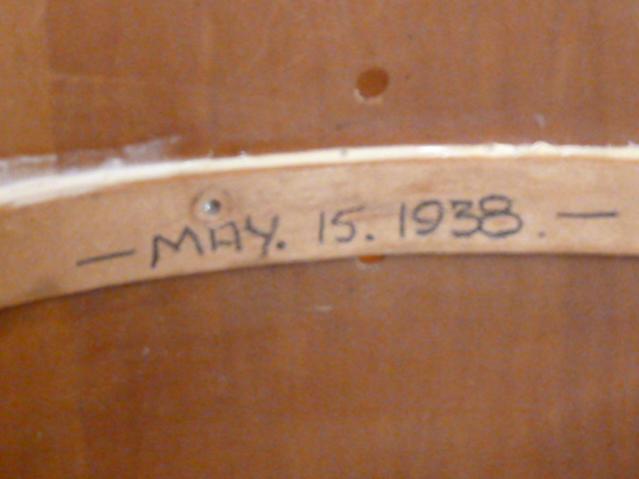 — MAY. 15. 1938. —